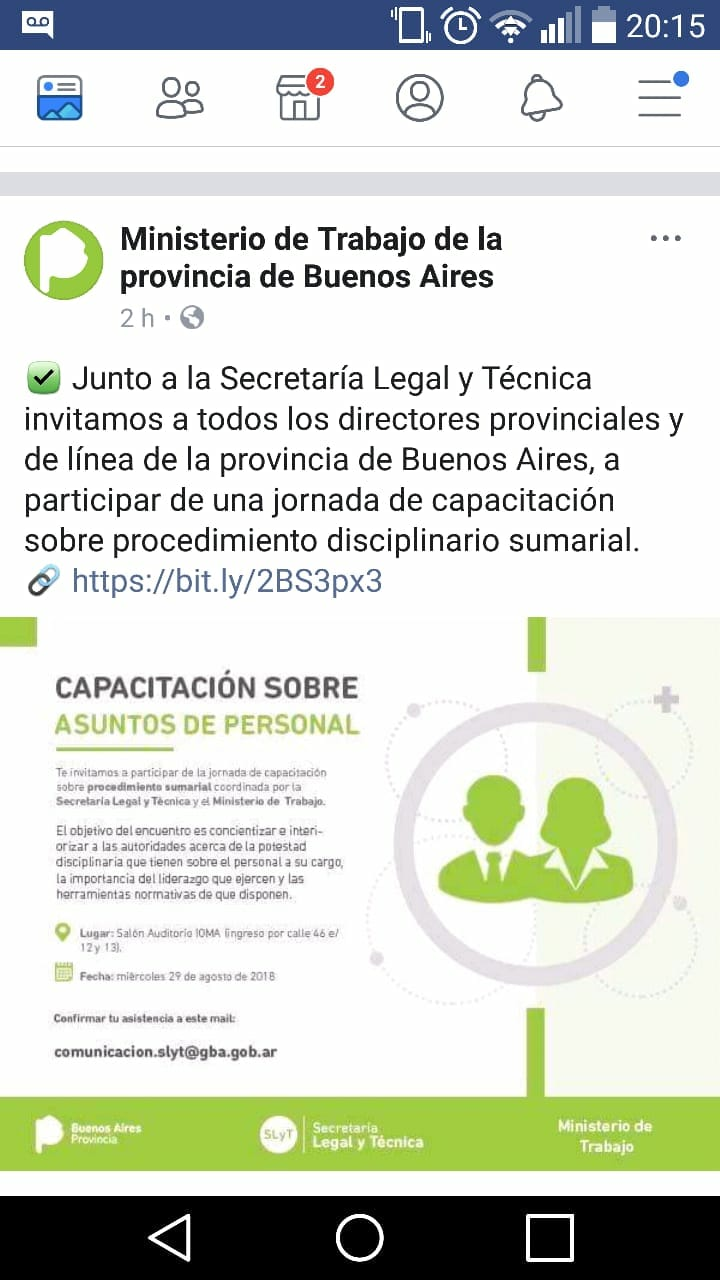 20:15
2
Ministerio de Trabajo de la
provincia de Buenos Aires
2 h •
Junto a la Secretaría Legal y Técnica
invitamos a todos los directores provinciales y
de línea de la provincia de Buenos Aires, a
participar de una jornada de capacitación
sobre procedimiento disciplinario sumarial.
https://bit.ly/2BS3px3
CAPACITACIÓN SOBRE
ASUNTOS DE PERSONAL
Te invitamos a participar de la jornada de capacitación
sobre procedimiento sumarial coordinada por la
Secretaría Legal y Técnica y el Ministerio de Trabajo.
El objetivo del encuentro es concientizar e interi-
orizar a las autoridades acerca de la potestad
disciplinaria que tienen sobre el personal a su cargo,
la importancia del liderazgo que ejercen y las
herramientas normativas de que disponen.
Lugar: Salón Auditorio IOMA (ingreso por calle 46 e/
12 y 13).
Fecha: miércoles 29 de agosto de 2018
Confirmar tu asistencia a este mail:
comunicacion.slyt@gba.gob.ar
Buenos Aires
Provincia
SLyT
Secretaría
Legal y Técnica
Ministerio de
Trabajo